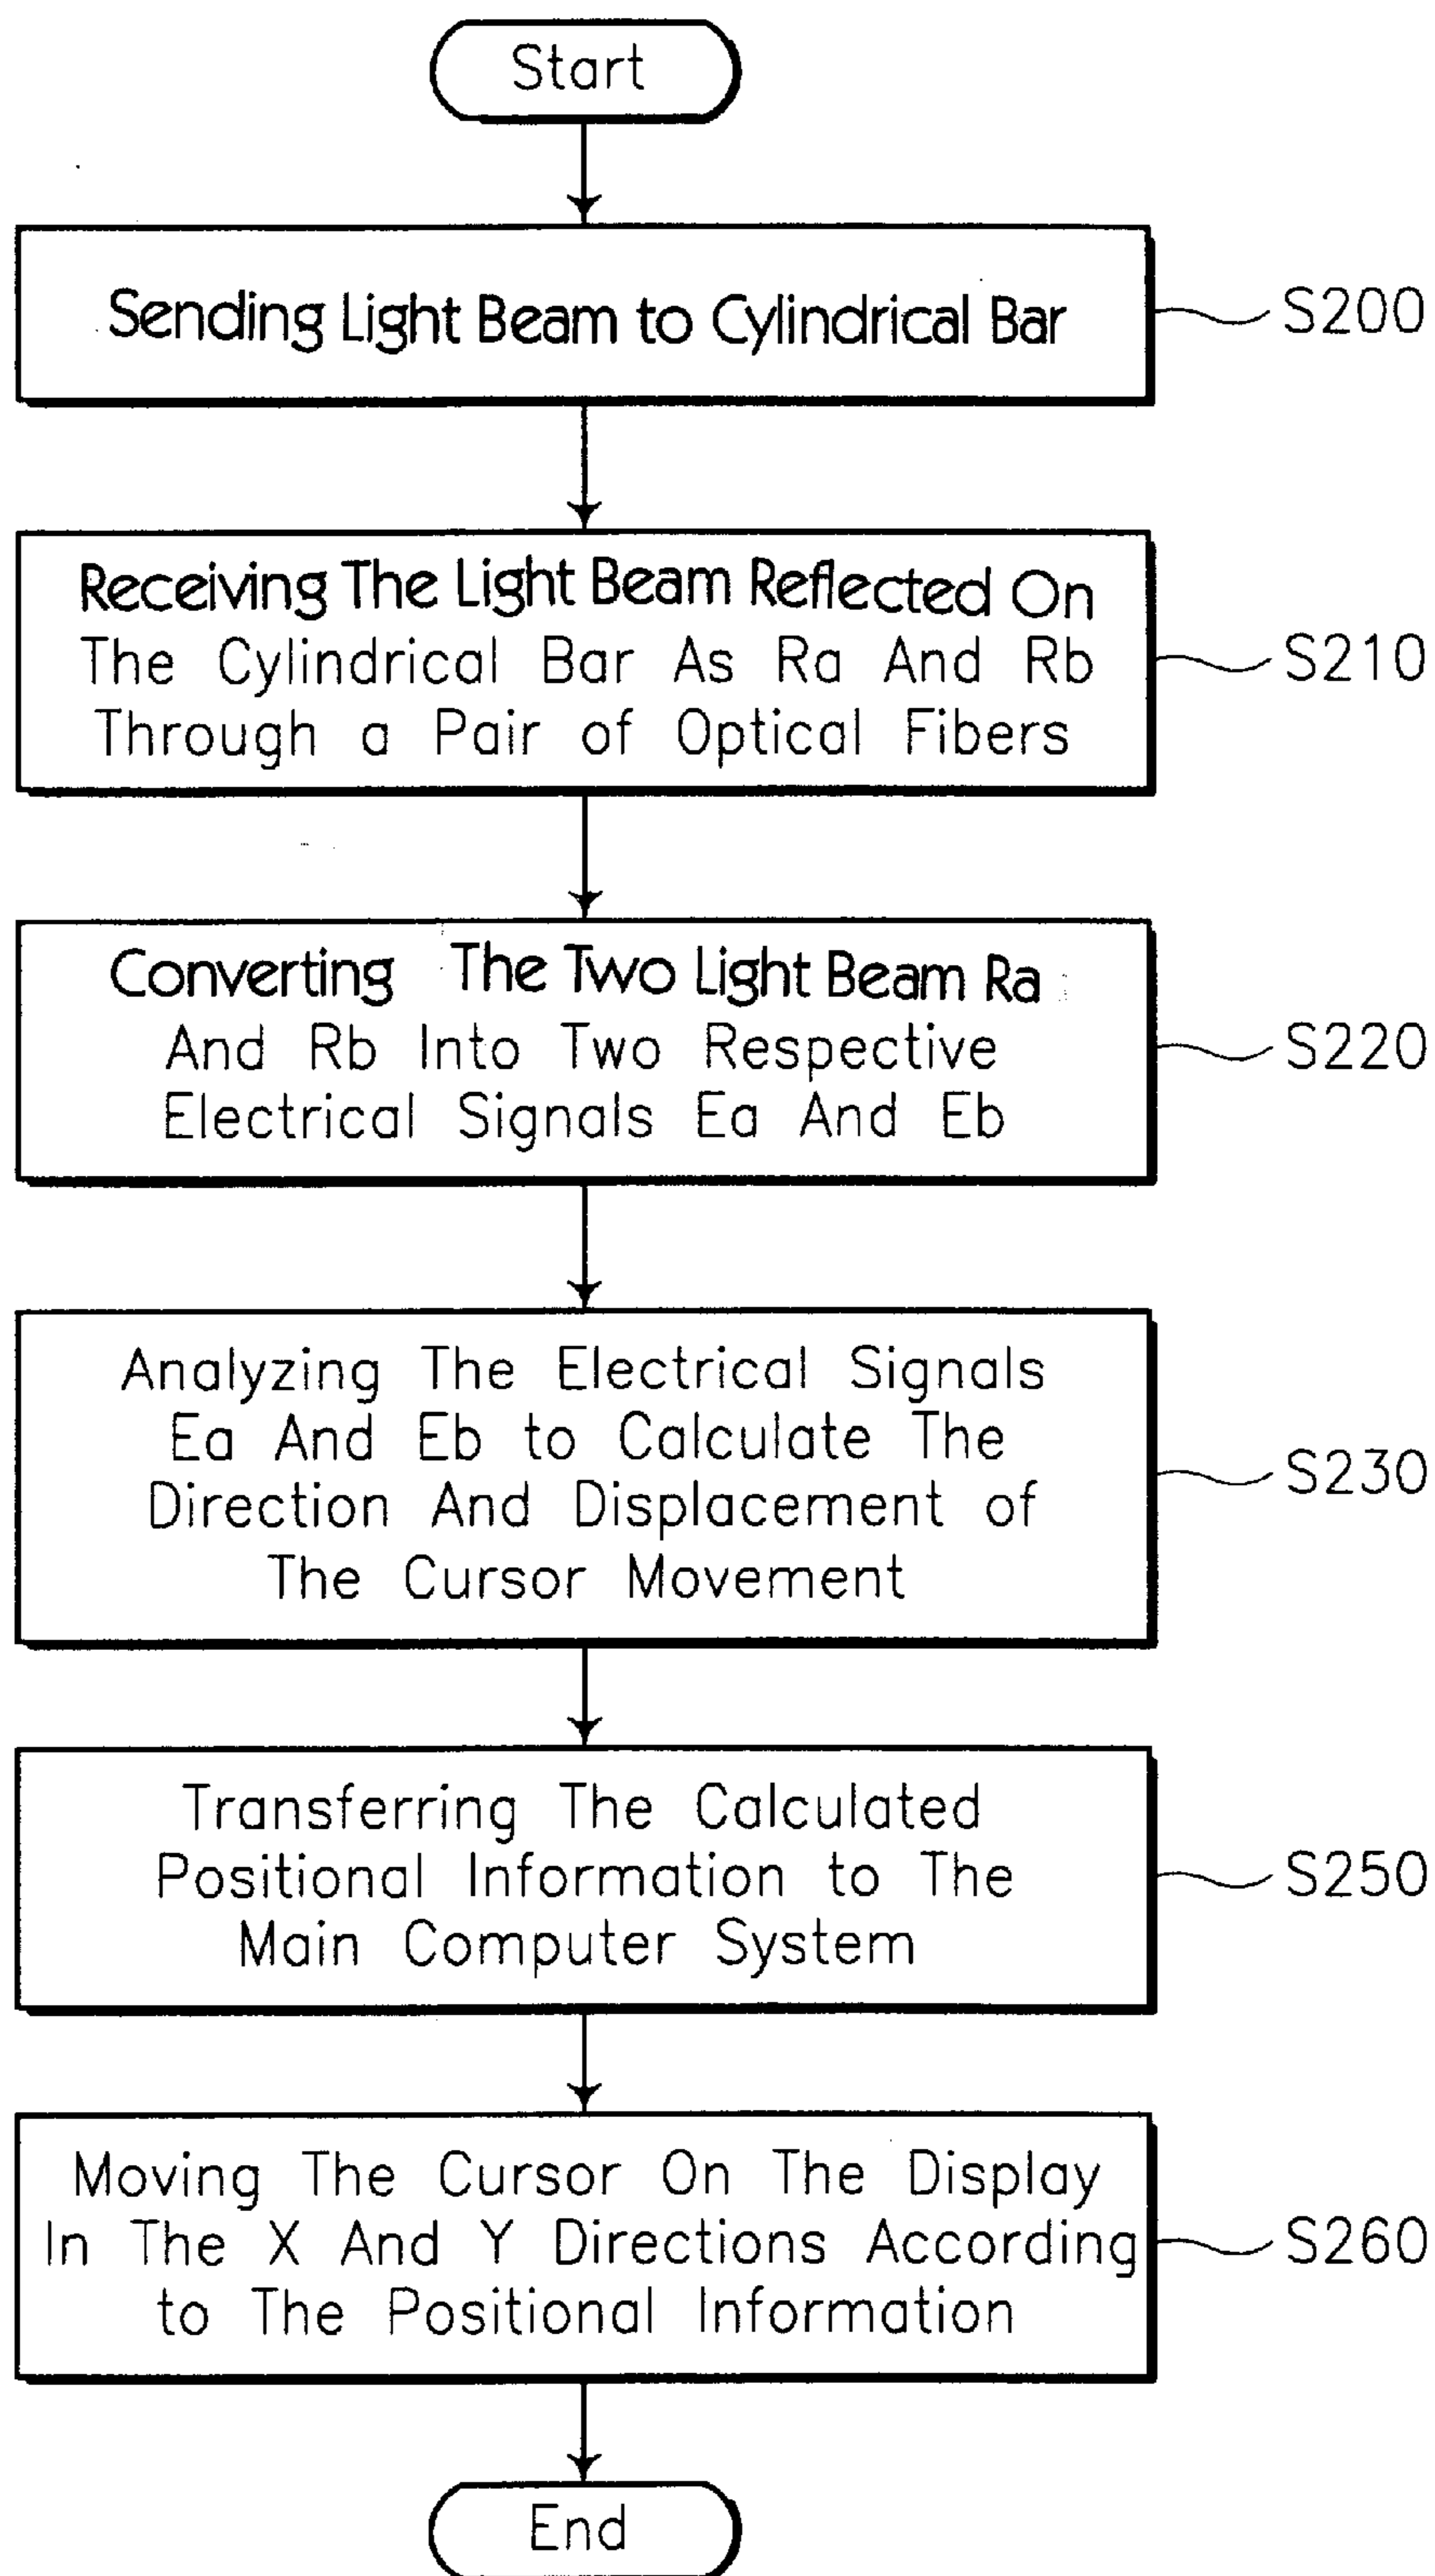 Start
Sending Light Beam to Cylindrical Bar
S200
Receiving The Light Beam Reflected On
The Cylindrical Bar As Ra And Rb
Through a Pair of Optical Fibers
S210
Converting The Two Light Beam Ra
And Rb Into Two Respective
Electrical Signals Ea And Eb
S220
Analyzing The Electrical Signals
Ea And Eb to Calculate The
Direction And Displacement of
The Cursor Movement
S230
Transferring The Calculated
Positional Information to The
Main Computer System
S250
Moving The Cursor On The Display
In The X And Y Directions According
to The Positional Information
S260
End